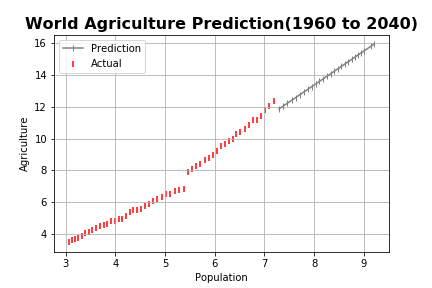 World Agriculture Prediction(1960 to 2040)
16
14
12
10
8
6
4
Agriculture
Prediction
Actual
3 4 5 6 7 8 9
Population